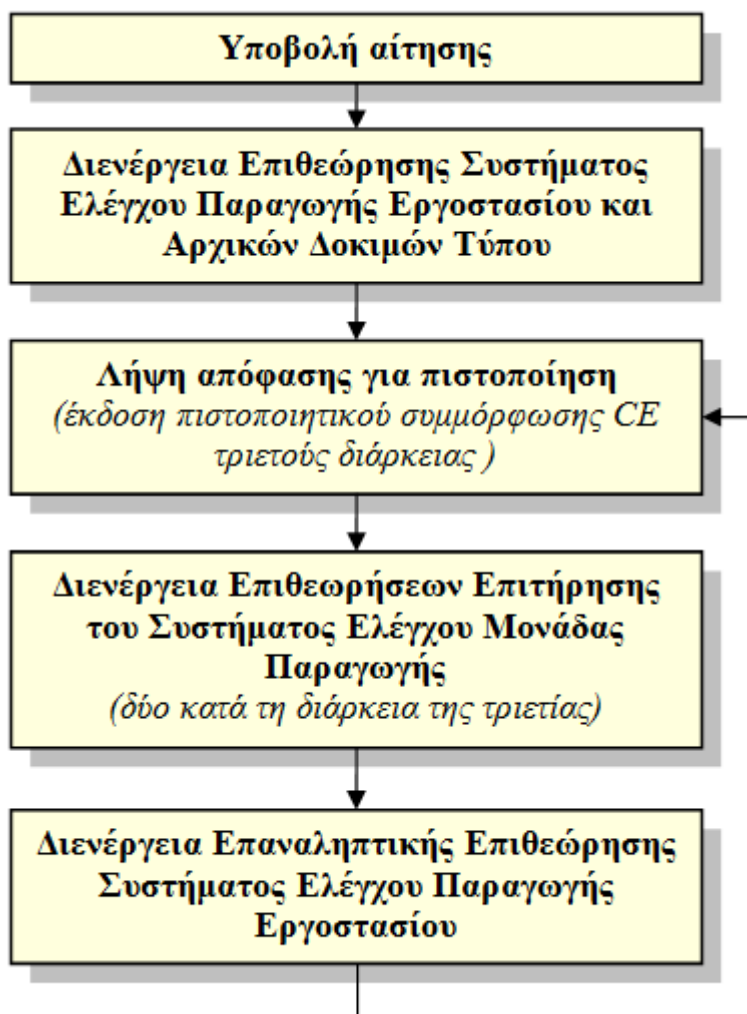 Υποβολή αίτησης
Διενέργεια Επιθεώρησης Συστήματος
Ελέγχου Παραγωγής Εργοστασίου και
Αρχικών Δοκιμών Τύπου
Λήψη απόφασης για πιστοποίηση
(έκδοση πιστοποιητικού συμμόρφωσης CE
τριετούς διάρκειας )
Διενέργεια Επιθεωρήσεων Επιτήρησης
του Συστήματος Ελέγχου Μονάδας
Παραγωγής
(δύο κατά τη διάρκεια της τριετίας)
Διενέργεια Επαναληπτικής Επιθεώρησης
Συστήματος Ελέγχου Παραγωγής
Εργοστασίου